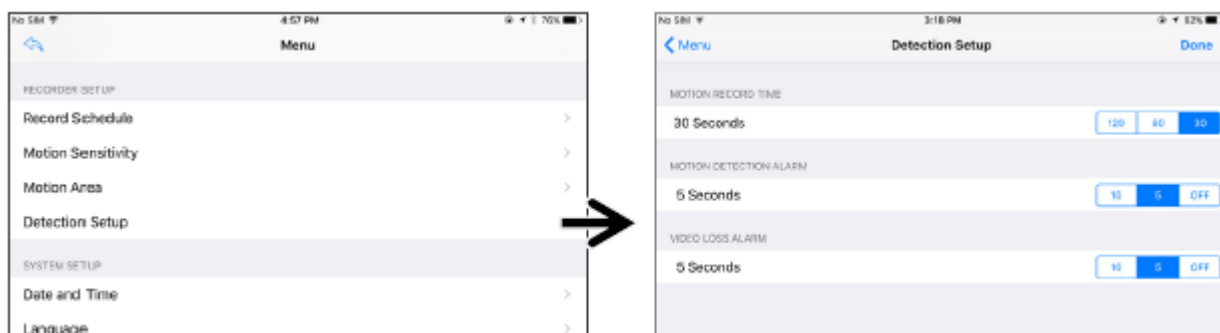 No SIM
4:57 PM
76%
Menu
RECORDER SETUP
Record Schedule
Motion Sensitivity
Motion Area
Detection Setup
SYSTEM SETUP
Date and Time
Language
No SIM
3:18 PM
82%
Menu
Detection Setup
Done
MOTION RECORD TIME
30 Seconds
120 60 30
MOTION DETECTION ALARM
5 Seconds
10 5 OFF
VIDEO LOSS ALARM
5 Seconds
10 5 OFF